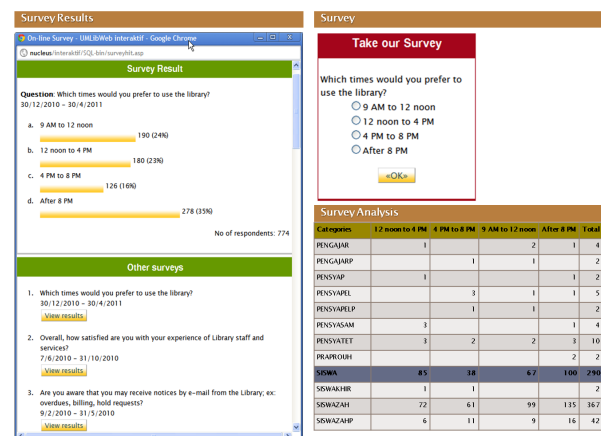 Survey Results
On-line Survey - UMLibWeb Interaktif - Google Chrome
nucleus/interaktif/SQL-bin/surveyhit.asp
Survey Result
Question: Which times would you prefer to use the library?
30/12/2010 - 30/4/2011
a. 9 AM to 12 noon
190 (24%)
b. 12 noon to 4 PM
180 (23%)
c. 4 PM to 8 PM
126 (16%)
d. After 8 PM
278 (35%)
No of respondents: 774
Other surveys
1. Which times would you prefer to use the library?
30/12/2010 - 30/4/2011
View results
2. Overall, how satisfied are you with your experience of Library staff and
services?
7/6/2010 - 31/10/2010
View results
3. Are you aware that you may receive notices by e-mail from the Library; ex:
overdues, billing, hold requests?
9/2/2010 - 31/5/2010
View results
Survey
Take our Survey
Which times would you prefer to
use the library?
9 AM to 12 noon
12 noon to 4 PM
4 PM to 8 PM
After 8 PM
«OK»
Survey Analysis
Categories 12 noon to 4 PM 4 PM to 8 PM 9 AM to 12 noon After 8 PM Total
PENGAJAR 1 2 1 4
PENGAJARP 1 1 2
PENSYAP 1 1 2
PENSYAPEL 3 1 1 5
PENSYAPELP 1 1 2
PENSYASAM 3 1 4
PENSYATET 3 2 2 3 10
PRAPROUH 2 2
SISWA 85 38 67 100 290
SISWAKHIR 1 1 2
SISWAZAH 72 61 99 135 367
SISWAZAHP 6 11 9 16 42